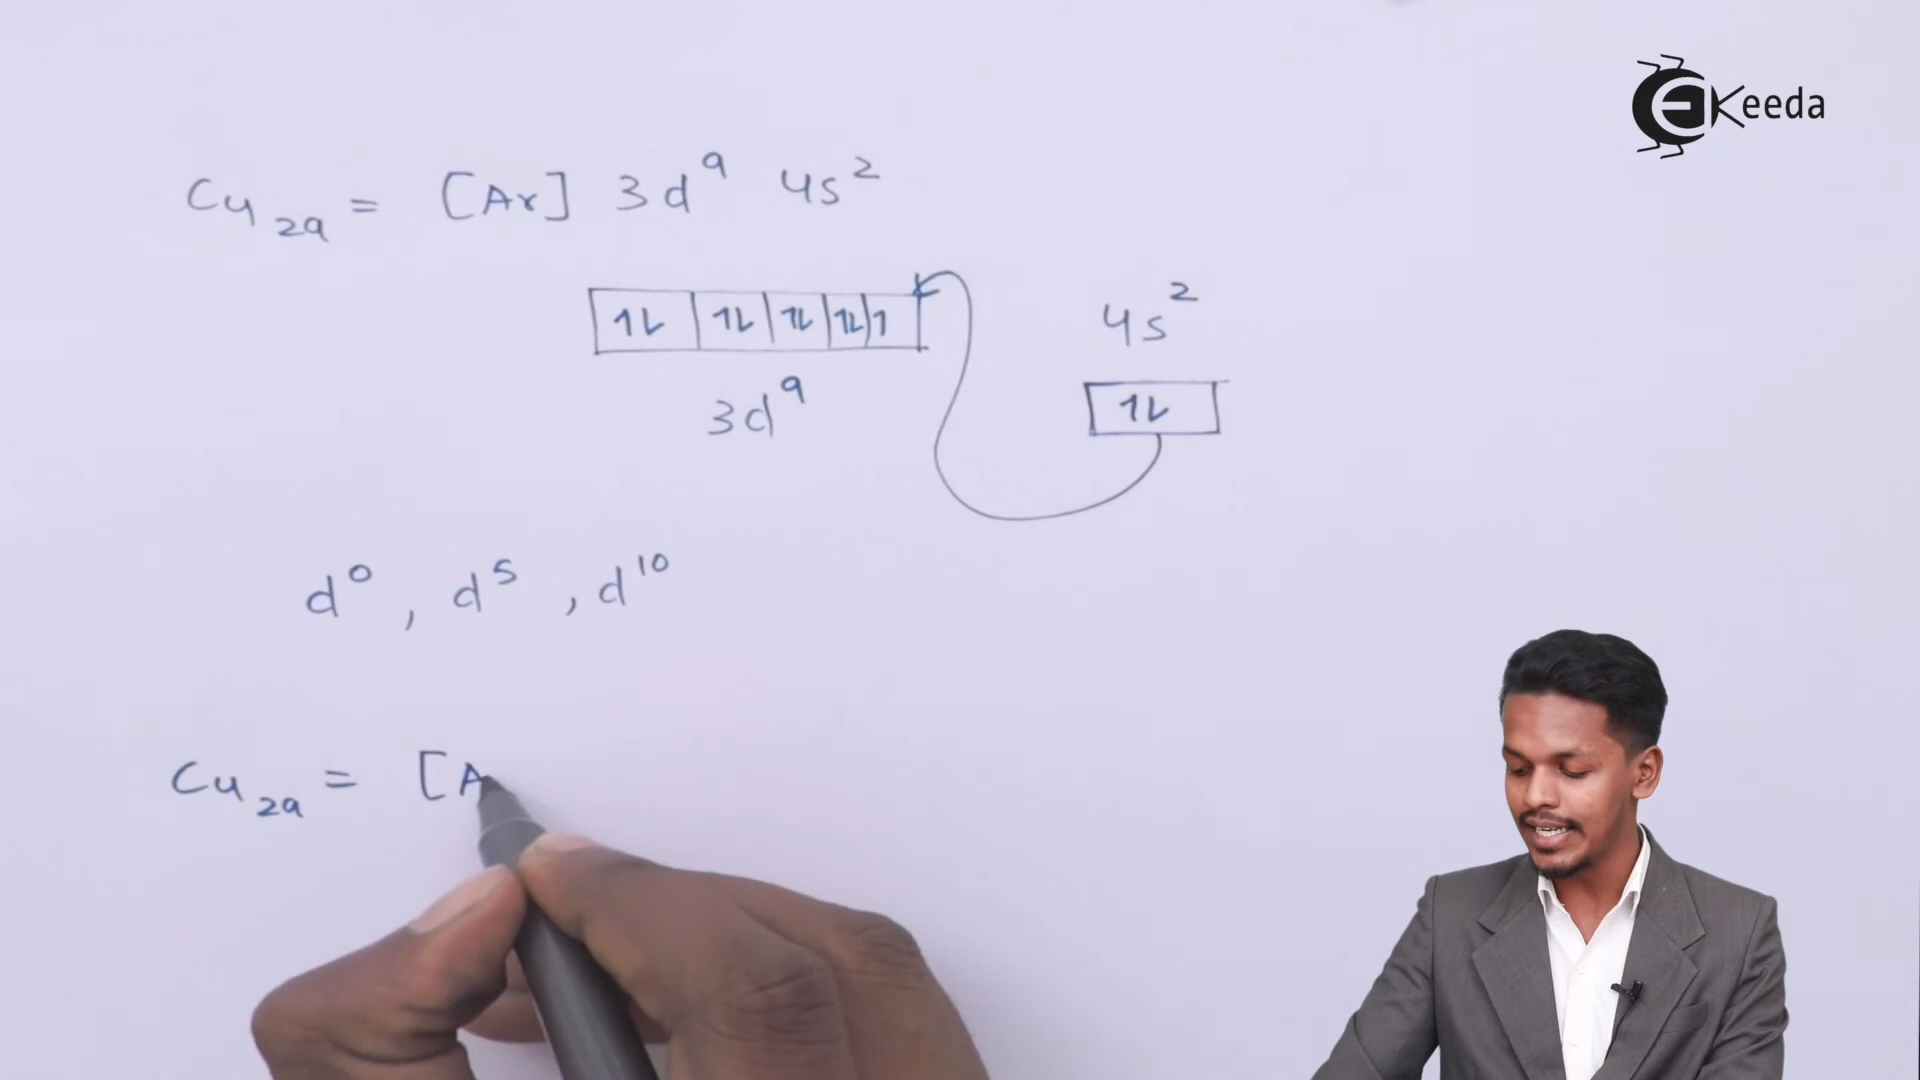 EKeeda
Cu₂₉ = [Ar] 3d⁹ 4s²
1L 1L 1L 1L 1
4s²
3d⁹
1L
d⁰, d⁵, d¹⁰
Cu₂₉ = [A